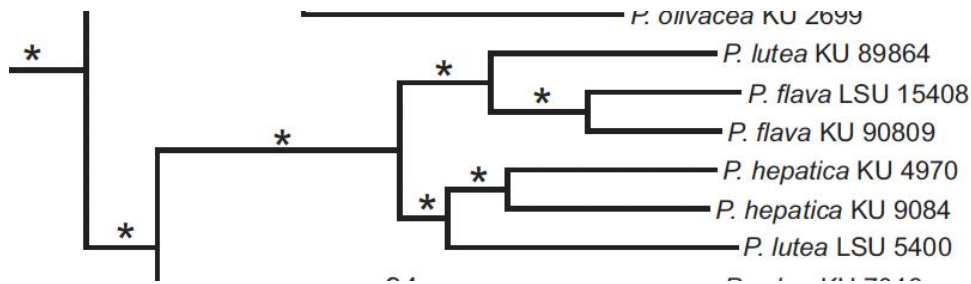 P. olivacea KU 2699
*
P. lutea KU 89864
*
P. flava LSU 15408
*
P. flava KU 90809
*
P. hepatica KU 4970
*
P. hepatica KU 9084
*
P. lutea LSU 5400
*